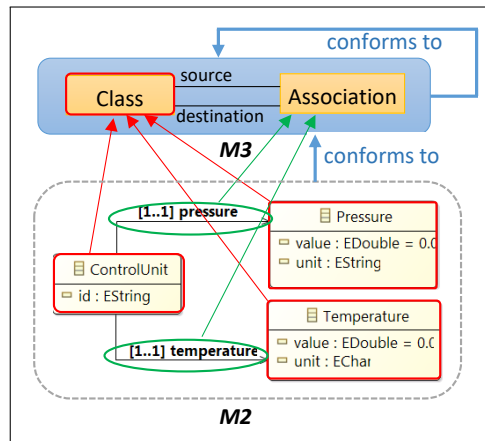 conforms to
source
Class
Association
destination
M3
conforms to
[1..1] pressure
Pressure
value : EDouble = 0.0
unit : EString
ControlUnit
id : EString
Temperature
value : EDouble = 0.0
unit : EChar
[1..1] temperature
M2